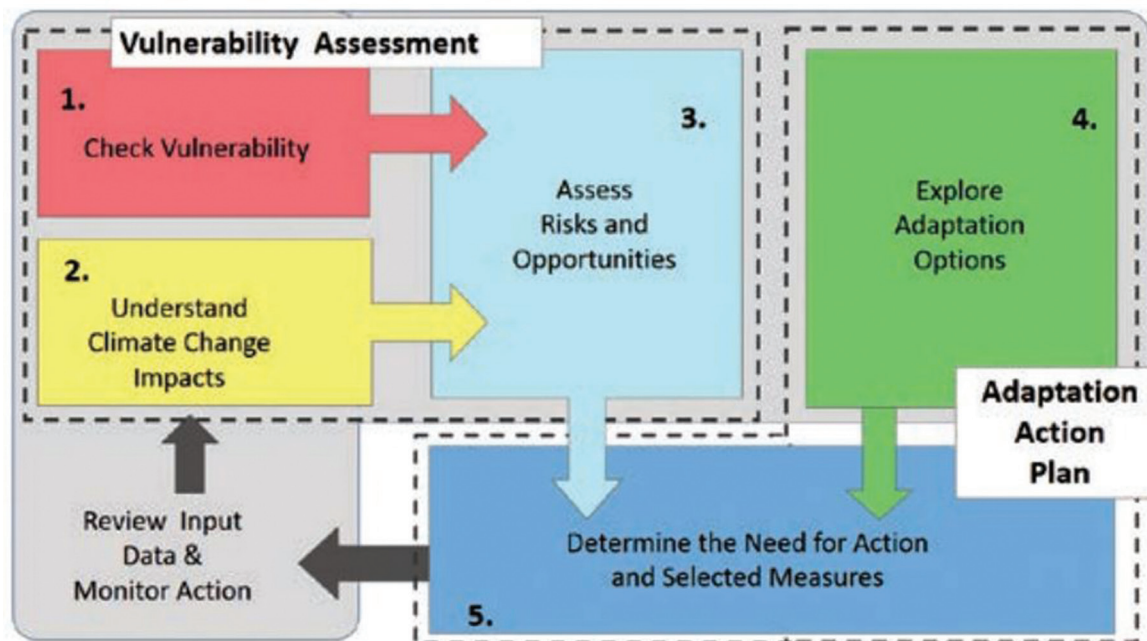 Vulnerability Assessment
1.
Check Vulnerability
2.
Understand
Climate Change
Impacts
3.
Assess
Risks and
Opportunities
4.
Explore
Adaptation
Options
Adaptation
Action
Plan
Determine the Need for Action
and Selected Measures
5.
Review Input
Data &
Monitor Action